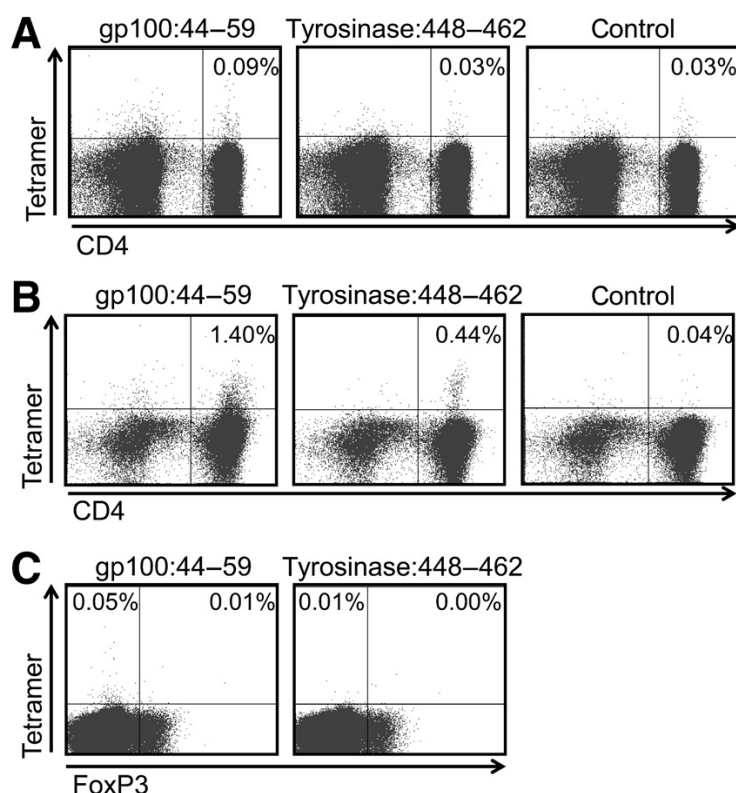 A
gp100:44–59 Tyrosinase:448–462 Control
0.09% 0.03% 0.03%
Tetramer
CD4
B
gp100:44–59 Tyrosinase:448–462 Control
1.40% 0.44% 0.04%
Tetramer
CD4
C
gp100:44–59 Tyrosinase:448–462
0.05% 0.01% 0.01% 0.00%
Tetramer
FoxP3